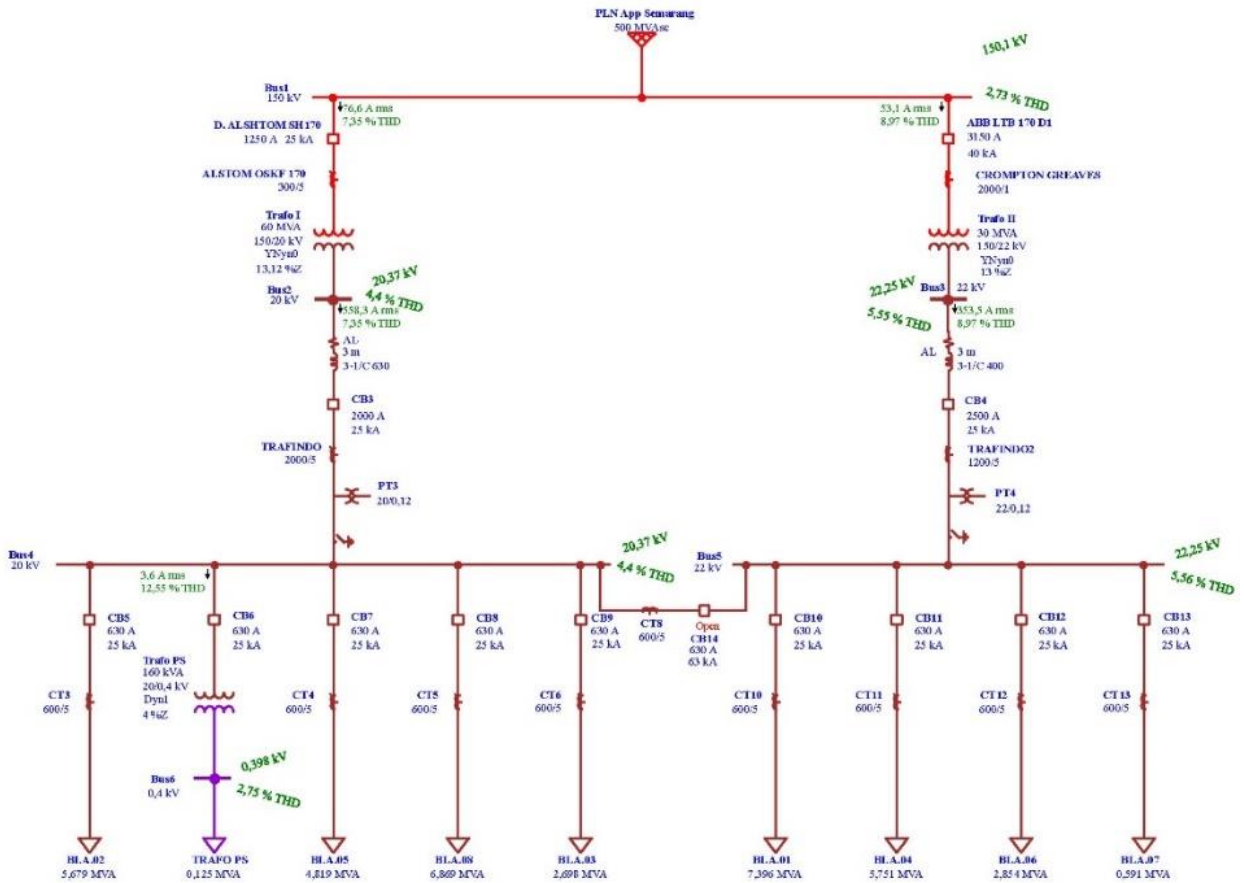 PLN App Semarang
500 MVAsc
150,1 kV
Bus1
150 kV
76,6 A rms
7,35 % THD
53,1 A rms
8,97 % THD
2,73 % THD
D. ALSHTOM SH170
1250 A 25 kA
ABB LTB 170 D1
3150 A
40 kA
ALSTOM OSKF 170
300/5
CROMPTON GREAVES
2000/1
Trafo I
60 MVA
150/20 kV
YNyn0
13,12 %Z
Trafo II
30 MVA
150/22 kV
YNyn0
13 %Z
Bus2
20 kV
20,37 kV
4,4 % THD
558,3 A rms
7,35 % THD
22,25 kV
5,55 % THD
Bus3 22 kV
353,5 A rms
8,97 % THD
AL
3 m
3-1/C 630
AL 3 m
3-1/C 400
CB3
2000 A
25 kA
CB4
2500 A
25 kA
TRAFINDO
2000/5
TRAFINDO2
1200/5
PT3
20/0,12
PT4
22/0,12
Bus4
20 kV
20,37 kV
4,4 % THD
Bus5
22 kV
22,25 kV
5,56 % THD
3,6 A rms
12,55 % THD
CB5
630 A
25 kA
CB6
630 A
25 kA
CB7
630 A
25 kA
CB8
630 A
25 kA
CB9
630 A
25 kA
CT8
600/5
Open
CB14
630 A
63 kA
CB10
630 A
25 kA
CB11
630 A
25 kA
CB12
630 A
25 kA
CB13
630 A
25 kA
Trafo PS
160 kVA
20/0,4 kV
Dyn1
4 %Z
CT3
600/5
CT4
600/5
CT5
600/5
CT6
600/5
CT10
600/5
CT11
600/5
CT12
600/5
CT13
600/5
Bus6
0,4 kV
0,398 kV
2,75 % THD
BLA.02
5,679 MVA
TRAFO PS
0,125 MVA
BLA.05
4,819 MVA
BLA.08
6,869 MVA
BLA.03
2,698 MVA
BLA.01
7,396 MVA
BLA.04
5,751 MVA
BLA.06
2,854 MVA
BLA.07
0,591 MVA